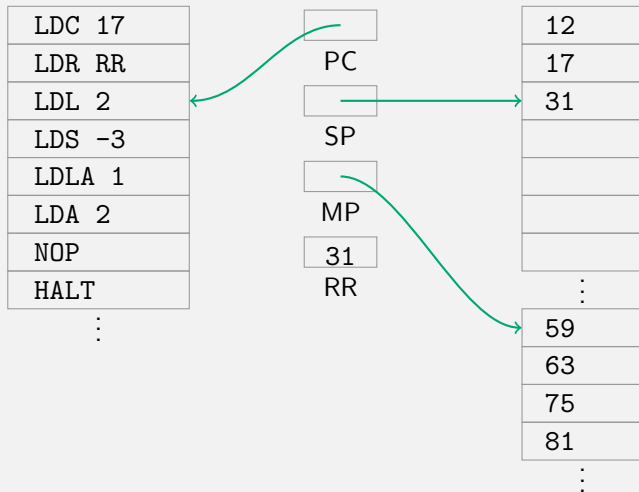 LDC 17
LDR RR
LDL 2
LDS -3
LDLA 1
LDA 2
NOP
HALT
⋮
PC
SP
MP
31
RR
12
17
31
⋮
59
63
75
81
⋮